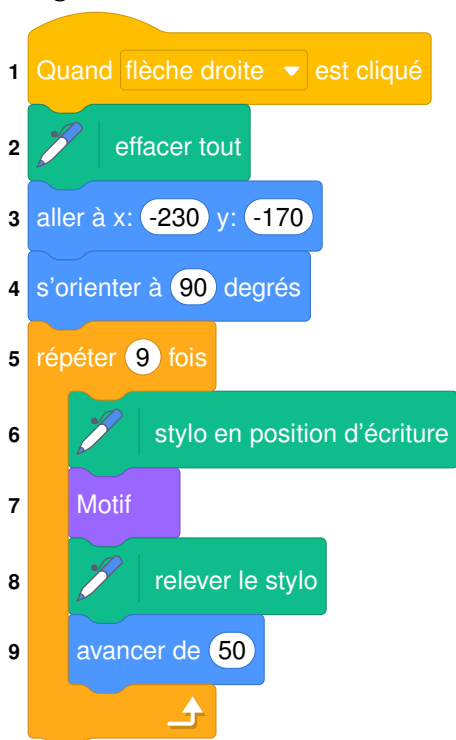 1 Quand flèche droite est cliqué
2 effacer tout
3 aller à x: -230 y: -170
4 s'orienter à 90 degrés
5 répéter 9 fois
6 stylo en position d'écriture
7 Motif
8 relever le stylo
9 avancer de 50